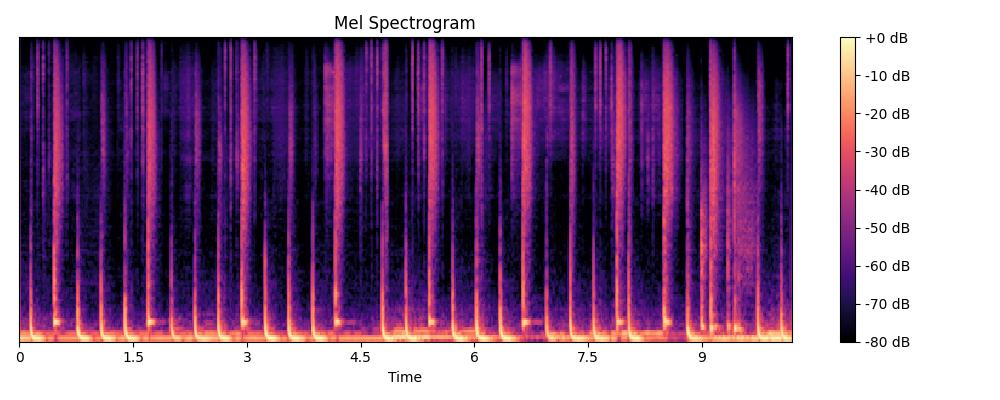 Mel Spectrogram
+0 dB
-10 dB
-20 dB
-30 dB
-40 dB
-50 dB
-60 dB
-70 dB
-80 dB
0
1.5
3
4.5
6
7.5
9
Time